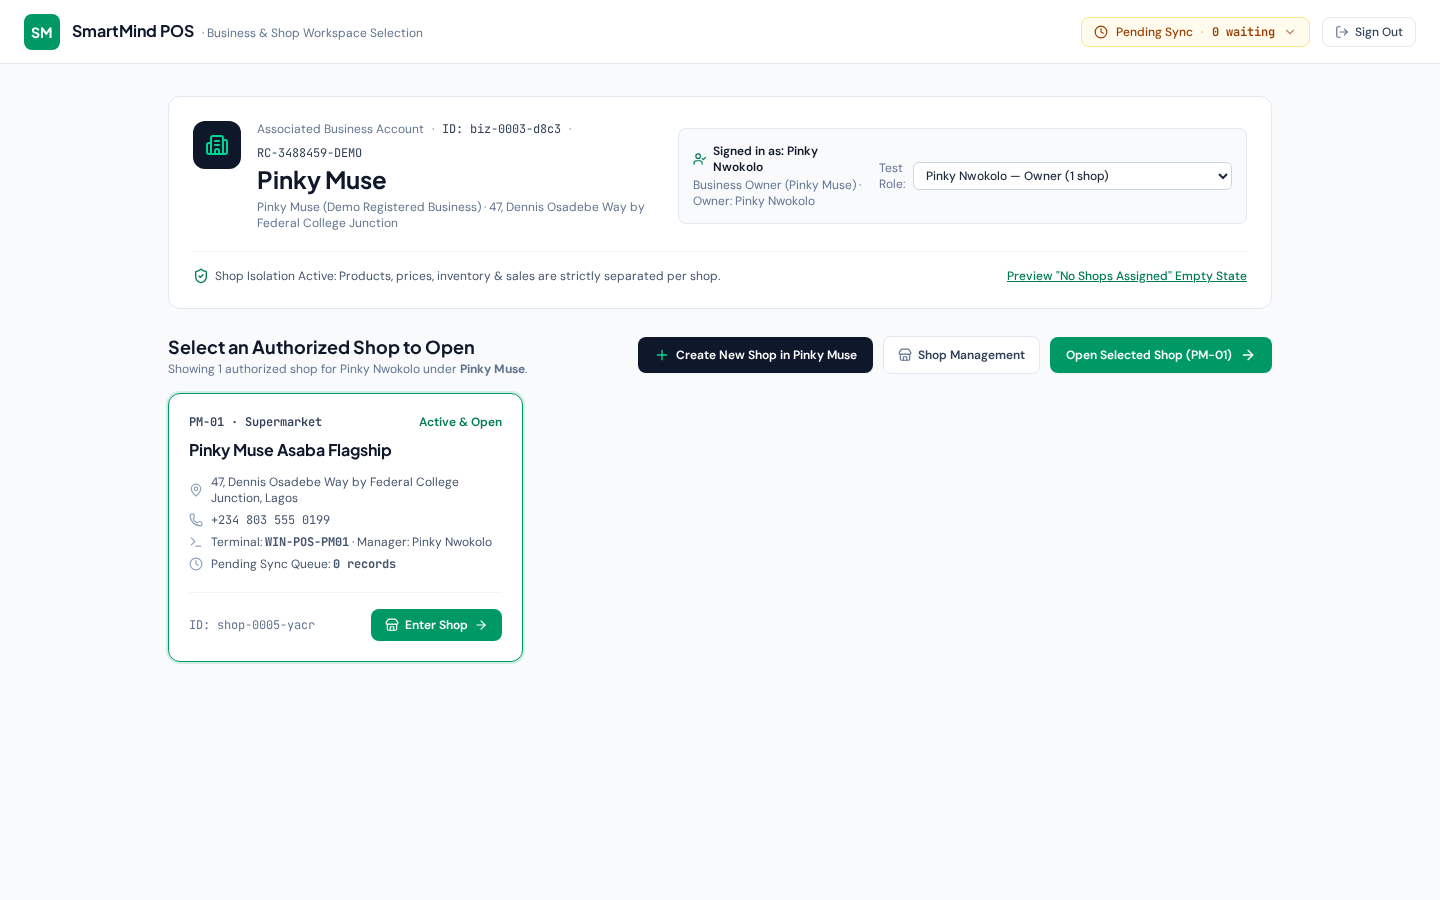 SM
SmartMind POS · Business & Shop Workspace Selection
Pending Sync · 0 waiting
Sign Out
Associated Business Account · ID: biz-0003-d8c3 ·
RC-3488459-DEMO
Pinky Muse
Pinky Muse (Demo Registered Business) · 47, Dennis Osadebe Way by
Federal College Junction
Signed in as: Pinky
Nwokolo
Business Owner (Pinky Muse) ·
Owner: Pinky Nwokolo
Test
Role:
Pinky Nwokolo — Owner (1 shop)
Shop Isolation Active: Products, prices, inventory & sales are strictly separated per shop.
Preview "No Shops Assigned" Empty State
Select an Authorized Shop to Open
Showing 1 authorized shop for Pinky Nwokolo under Pinky Muse.
Create New Shop in Pinky Muse
Shop Management
Open Selected Shop (PM-01)
PM-01 · Supermarket
Active & Open
Pinky Muse Asaba Flagship
47, Dennis Osadebe Way by Federal College
Junction, Lagos
+234 803 555 0199
Terminal: WIN-POS-PM01 · Manager: Pinky Nwokolo
Pending Sync Queue: 0 records
ID: shop-0005-yacr
Enter Shop